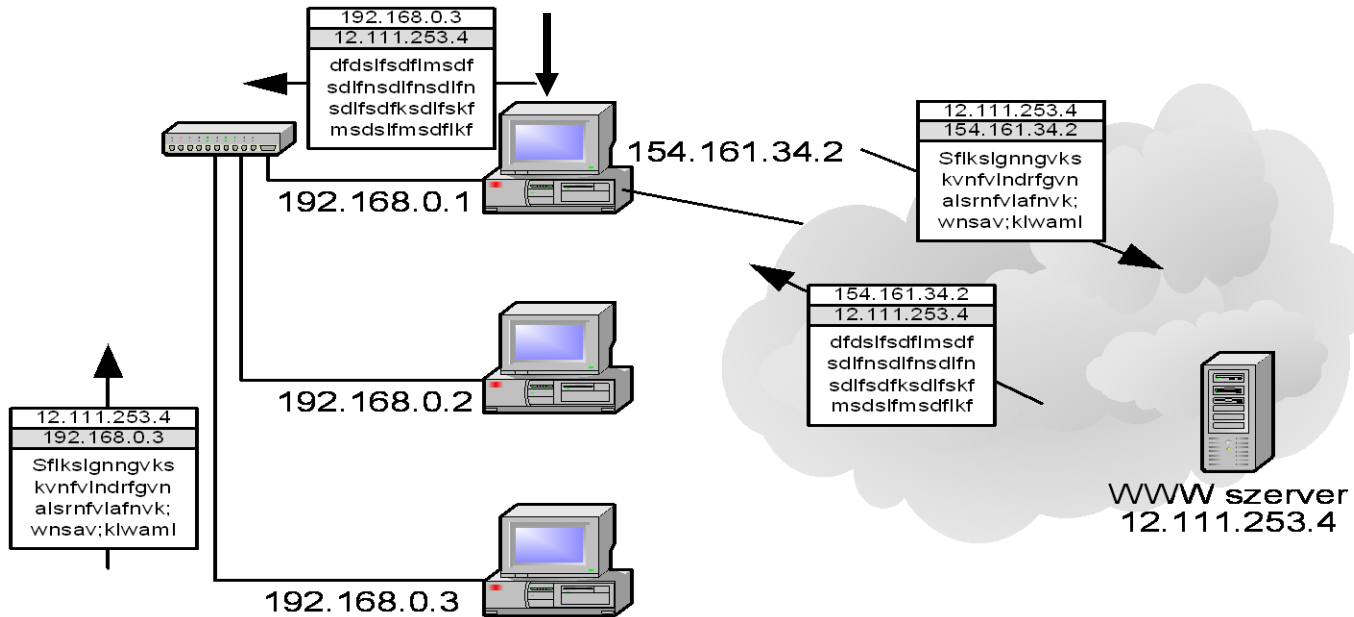 192.168.0.3
12.111.253.4
dfdslfsdflmsdf
sdlfnsdlfnsdlfn
sdlfsdfksdlfskf
msdslfmsdflkf
12.111.253.4
154.161.34.2
Sflkslgnngvks
kvnfvlndrfgvn
alsrnfvlafnvk;
wnsav;klwaml
154.161.34.2
192.168.0.1
154.161.34.2
12.111.253.4
dfdslfsdflmsdf
sdlfnsdlfnsdlfn
sdlfsdfksdlfskf
msdslfmsdflkf
192.168.0.2
12.111.253.4
192.168.0.3
Sflkslgnngvks
kvnfvlndrfgvn
alsrnfvlafnvk;
wnsav;klwaml
WWW szerver
12.111.253.4
192.168.0.3